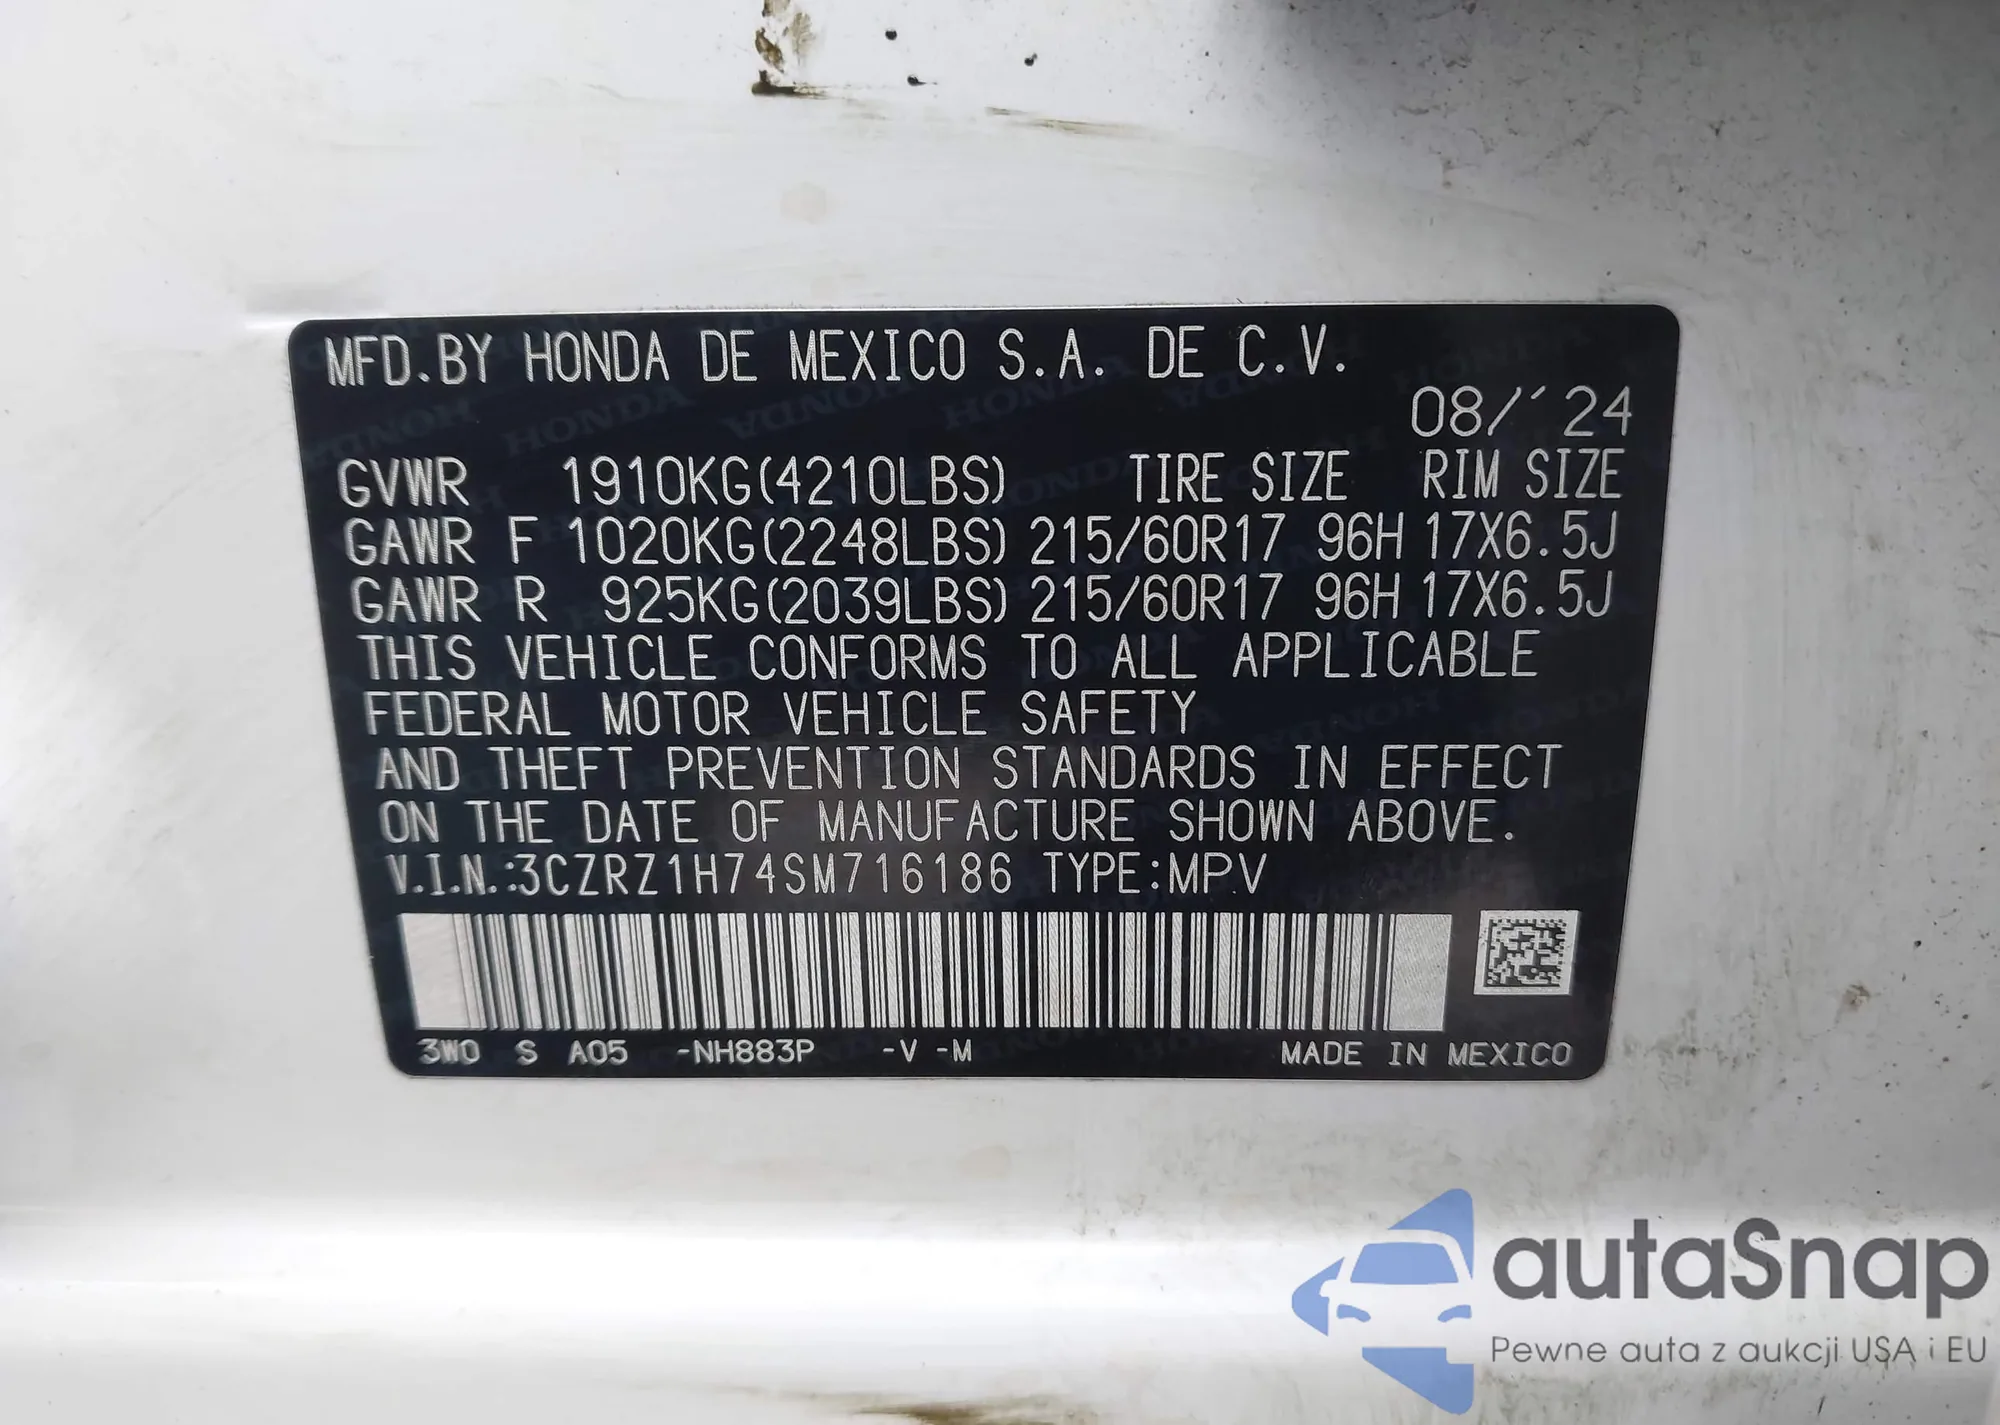 MFD.BY HONDA DE MEXICO S.A. DE C.V.
08/'24
GVWR 1910KG(4210LBS) TIRE SIZE RIM SIZE
GAWR F 1020KG(2248LBS) 215/60R17 96H 17X6.5J
GAWR R 925KG(2039LBS) 215/60R17 96H 17X6.5J
THIS VEHICLE CONFORMS TO ALL APPLICABLE
FEDERAL MOTOR VEHICLE SAFETY
AND THEFT PREVENTION STANDARDS IN EFFECT
ON THE DATE OF MANUFACTURE SHOWN ABOVE.
V.I.N.:3CZRZ1H74SM716186 TYPE:MPV
3W0 S A05 -NH883P -V -M MADE IN MEXICO
autaSnap
Pewne auta z aukcji USA i EU